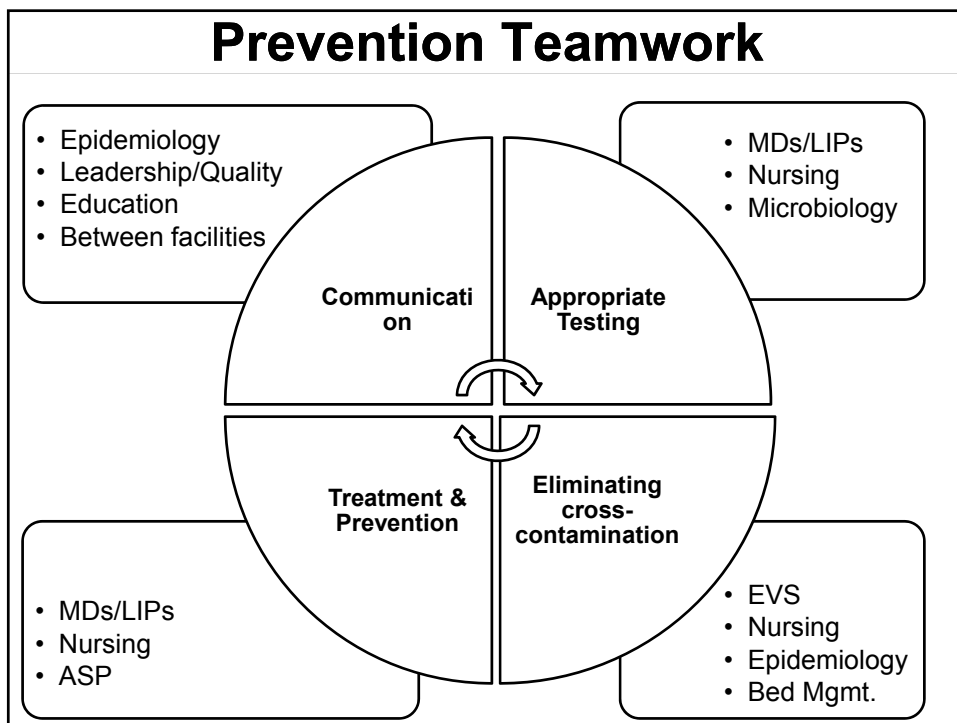 Prevention Teamwork
• Epidemiology
• Leadership/Quality
• Education
• Between facilities
• MDs/LIPs
• Nursing
• Microbiology
Communicati
on
Appropriate
Testing
Treatment &
Prevention
Eliminating
cross-
contamination
• MDs/LIPs
• Nursing
• ASP
• EVS
• Nursing
• Epidemiology
• Bed Mgmt.